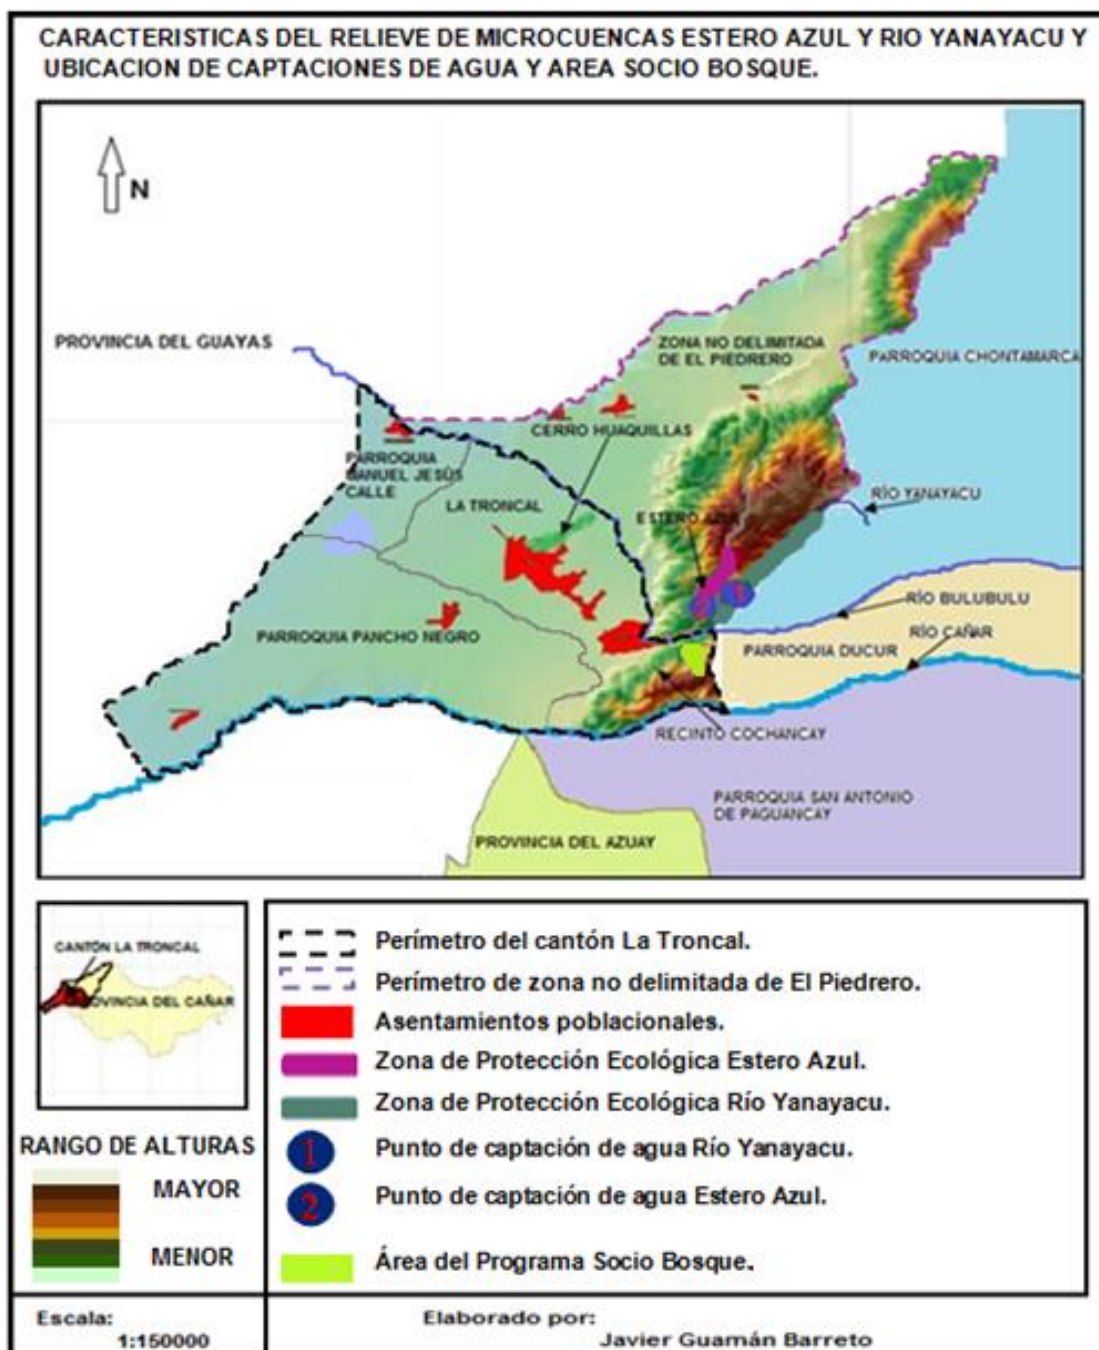 CARACTERISTICAS DEL RELIEVE DE MICROCUENCAS ESTERO AZUL Y RIO YANAYACU Y
UBICACION DE CAPTACIONES DE AGUA Y AREA SOCIO BOSQUE.
N
PROVINCIA DEL GUAYAS
ZONA NO DELIMITADA
DE EL PIEDRERO
PARROQUIA CHONTAMARCA
CERRO HUAQUILLAS
PARROQUIA
MANUEL JESÚS
CALLE
LA TRONCAL
RÍO YANAYACU
ESTERO AZUL
RÍO BULUBULU
RÍO CAÑAR
PARROQUIA PANCHO NEGRO
PARROQUIA DUCUR
RECINTO COCHANCAY
PARROQUIA SAN ANTONIO
DE PAGUANCAY
PROVINCIA DEL AZUAY
CANTÓN LA TRONCAL
PROVINCIA DEL CAÑAR
Perímetro del cantón La Troncal.
Perímetro de zona no delimitada de El Piedrero.
Asentamientos poblacionales.
Zona de Protección Ecológica Estero Azul.
Zona de Protección Ecológica Río Yanayacu.
1 Punto de captación de agua Río Yanayacu.
2 Punto de captación de agua Estero Azul.
Área del Programa Socio Bosque.
RANGO DE ALTURAS
MAYOR
MENOR
Escala:
1:150000
Elaborado por:
Javier Guamán Barreto